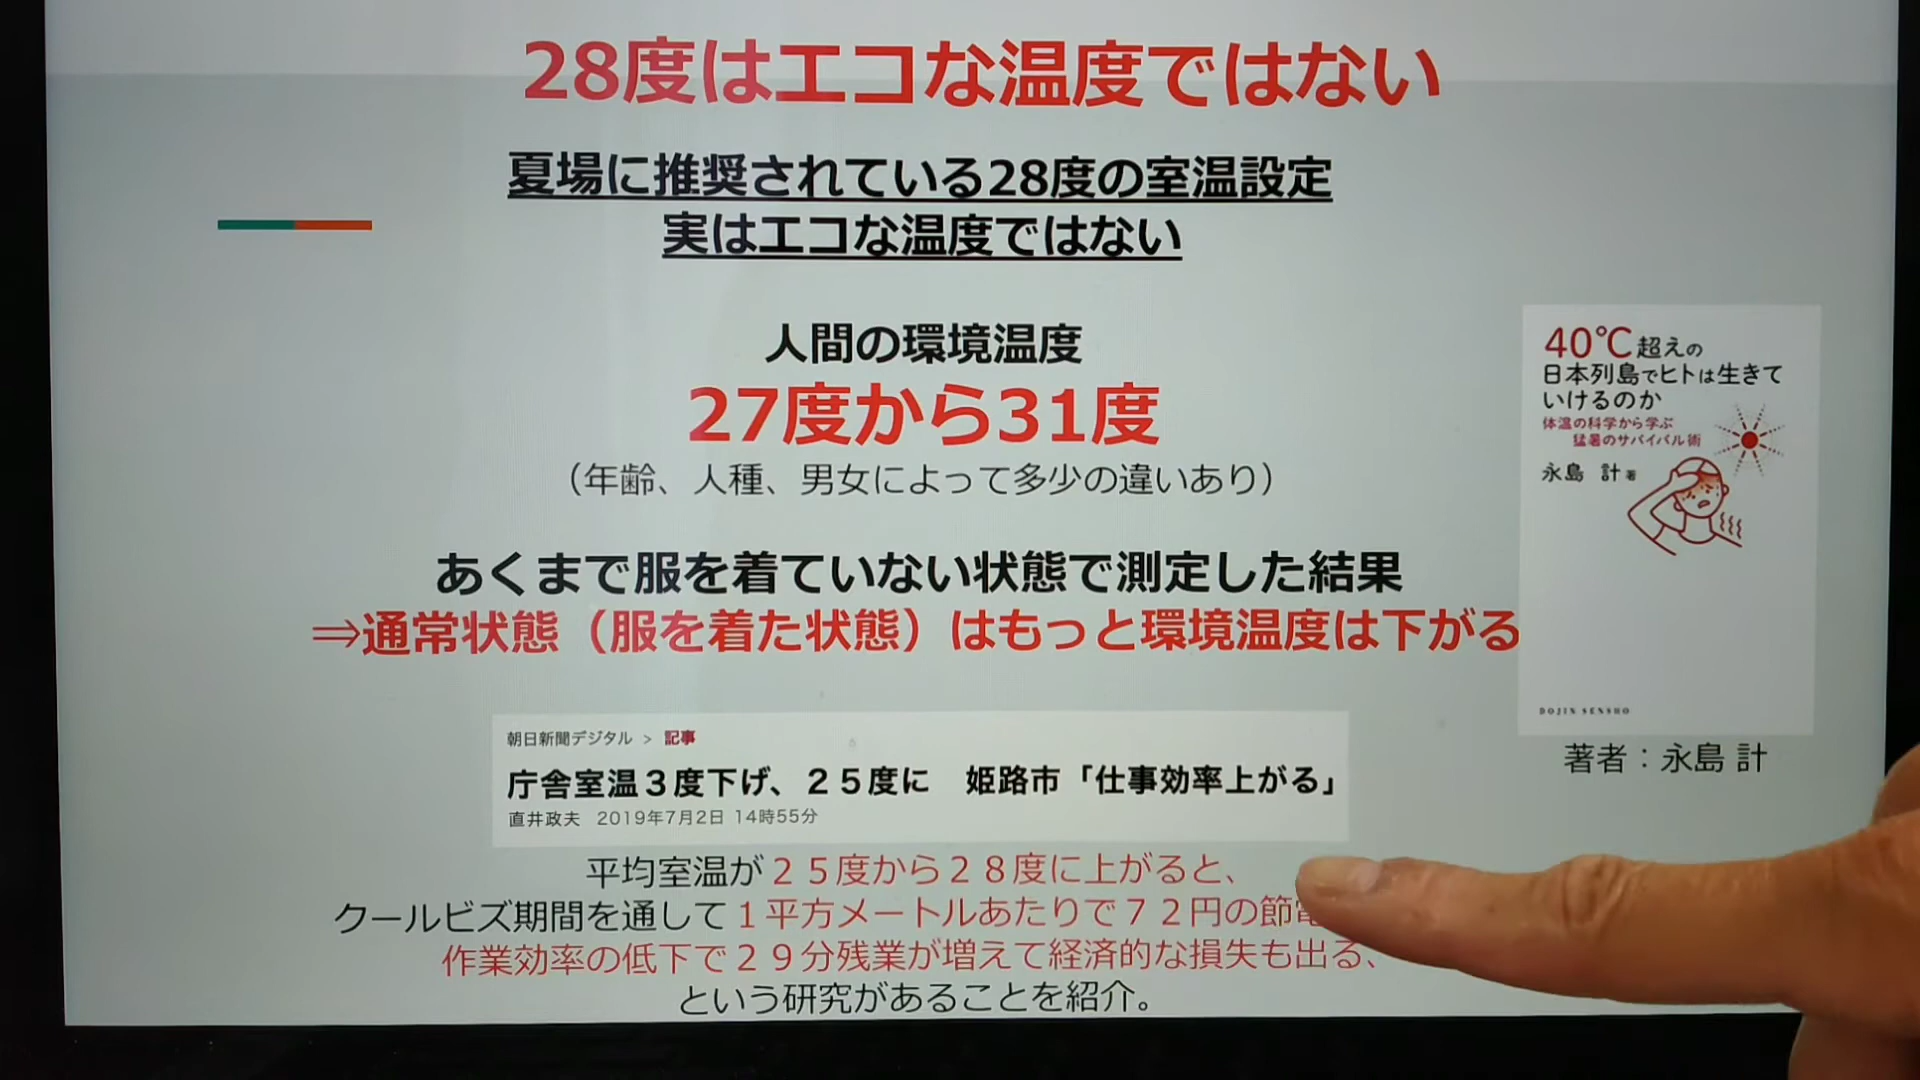 28度はエコな温度ではない
夏場に推奨されている28度の室温設定
実はエコな温度ではない
人間の環境温度
27度から31度
（年齢、人種、男女によって多少の違いあり）
あくまで服を着ていない状態で測定した結果
⇒通常状態（服を着た状態）はもっと環境温度は下がる
40℃超えの
日本列島でヒトは生きて
いけるのか
体温の科学から学ぶ
猛暑のサバイバル術
永島 計 著
DOJIN SENSHO
著者：永島 計
朝日新聞デジタル > 記事
庁舎室温３度下げ、２５度に　姫路市「仕事効率上がる」
直井政夫 2019年7月2日 14時55分
平均室温が２５度から２８度に上がると、
クールビズ期間を通して１平方メートルあたりで７２円の節
作業効率の低下で２９分残業が増えて経済的な損失も出る、
という研究があることを紹介。